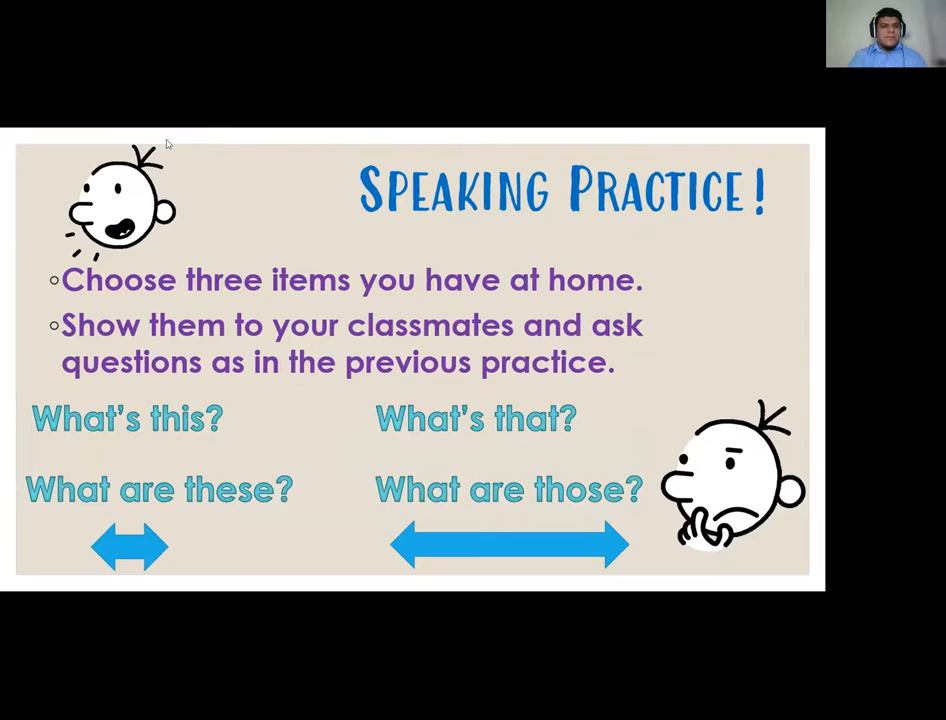 Speaking Practice!
Choose three items you have at home.
Show them to your classmates and ask
questions as in the previous practice.
What's this?
What's that?
What are these?
What are those?